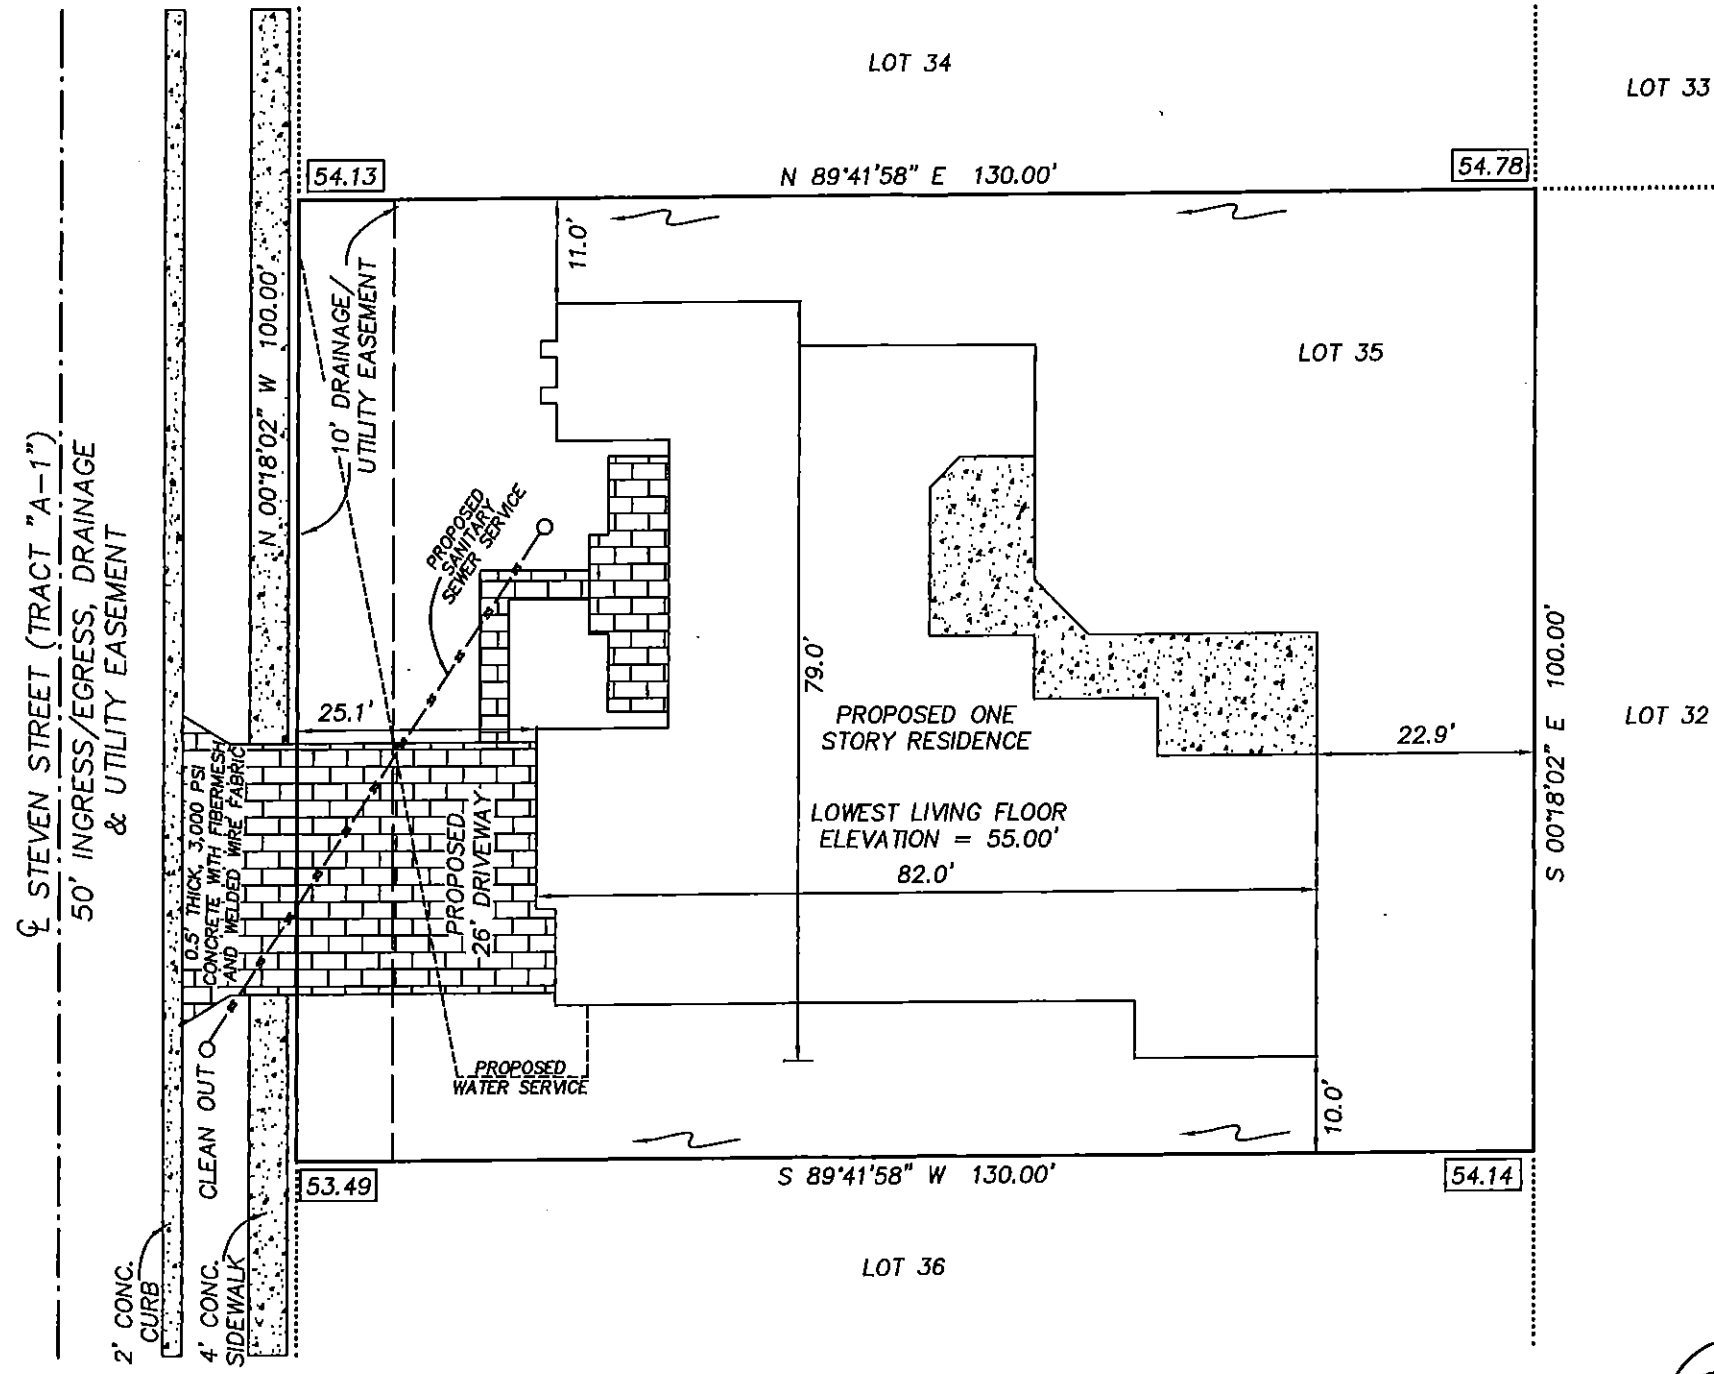 LOT 34
LOT 33
54.13
N 89°41'58" E 130.00'
54.78
11.0'
10' DRAINAGE/
UTILITY EASEMENT
N 00°18'02" W 100.00'
LOT 35
℄ STEVEN STREET (TRACT "A-1")
50' INGRESS/EGRESS, DRAINAGE
& UTILITY EASEMENT
PROPOSED
SANITARY
SEWER SERVICE
79.0'
25.1'
PROPOSED ONE
STORY RESIDENCE
22.9'
S 00°18'02" E 100.00'
LOT 32
LOWEST LIVING FLOOR
ELEVATION = 55.00'
82.0'
0.5' THICK, 3,000 PSI
CONCRETE WITH FIBERMESH
AND WELDED WIRE FABRIC
PROPOSED
26' DRIVEWAY
CLEAN OUT
PROPOSED
WATER SERVICE
10.0'
53.49
S 89°41'58" W 130.00'
54.14
2' CONC.
CURB
4' CONC.
SIDEWALK
LOT 36